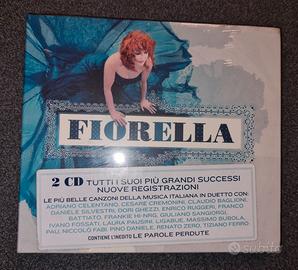 FIORELLA
2 CD TUTTI I SUOI PIÙ GRANDI SUCCESSI
NUOVE REGISTRAZIONI
LE PIÙ BELLE CANZONI DELLA MUSICA ITALIANA IN DUETTO CON:
ADRIANO CELENTANO, CESARE CREMONINI, CLAUDIO BAGLIONI,
DANIELE SILVESTRI, DORI GHEZZI, ENRICO RUGGERI, FRANCO
BATTIATO, FRANKIE HI-NRG, GIULIANO SANGIORGI,
IVANO FOSSATI, LAURA PAUSINI, LIGABUE, MASSIMO BUBOLA,
PAU, NICCOLÒ FABI, PINO DANIELE, RENATO ZERO, TIZIANO FERRO
CONTIENE L'INEDITO LE PAROLE PERDUTE
subito